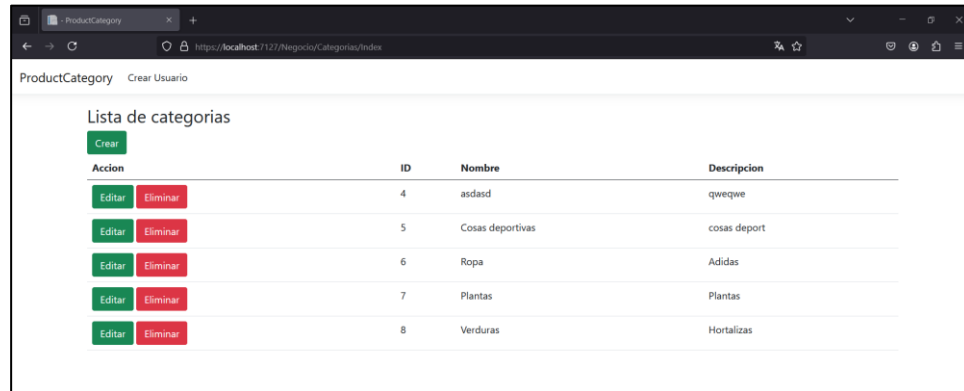 - ProductCategory
https://localhost:7127/Negocio/Categorias/Index
ProductCategory Crear Usuario
Lista de categorias
Crear
Accion ID Nombre Descripcion
Editar Eliminar 4 asdasd qweqwe
Editar Eliminar 5 Cosas deportivas cosas deport
Editar Eliminar 6 Ropa Adidas
Editar Eliminar 7 Plantas Plantas
Editar Eliminar 8 Verduras Hortalizas